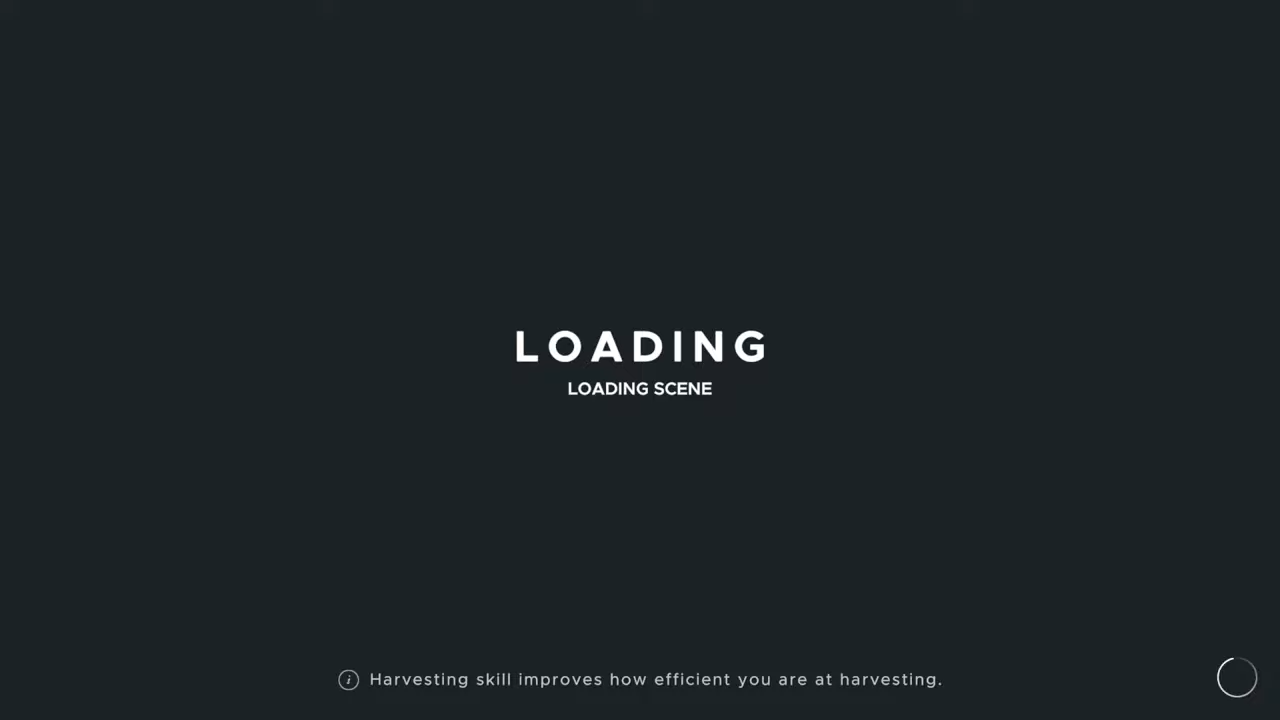 LOADING
LOADING SCENE
Harvesting skill improves how efficient you are at harvesting.